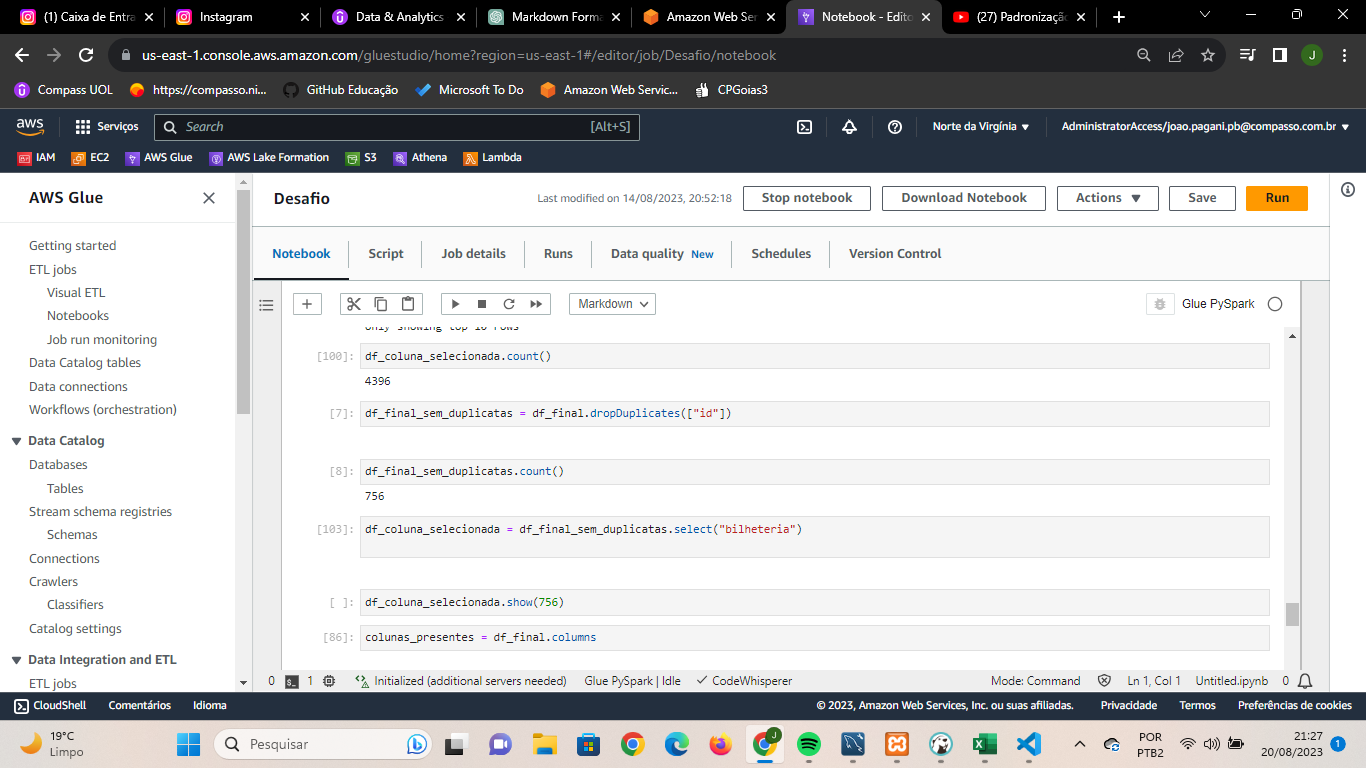 (1) Caixa de Entra
Instagram
Data & Analytics
Markdown Forma
Amazon Web Ser
Notebook - Edito
(27) Padronização
us-east-1.console.aws.amazon.com/gluestudio/home?region=us-east-1#/editor/job/Desafio/notebook
J
Compass UOL
https://compasso.ni...
GitHub Educação
Microsoft To Do
Amazon Web Servic...
CPGoias3
aws
Serviços
Search
[Alt+S]
Norte da Virgínia
AdministratorAccess/joao.pagani.pb@compasso.com.br
IAM
EC2
AWS Glue
AWS Lake Formation
S3
Athena
Lambda
AWS Glue
Getting started
ETL jobs
Visual ETL
Notebooks
Job run monitoring
Data Catalog tables
Data connections
Workflows (orchestration)
Data Catalog
Databases
Tables
Stream schema registries
Schemas
Connections
Crawlers
Classifiers
Catalog settings
Data Integration and ETL
ETL jobs
Desafio
Last modified on 14/08/2023, 20:52:18
Stop notebook
Download Notebook
Actions
Save
Run
Notebook
Script
Job details
Runs
Data quality New
Schedules
Version Control
Markdown
Glue PySpark
only showing top 10 rows
[100]: df_coluna_selecionada.count()
4396
[7]: df_final_sem_duplicatas = df_final.dropDuplicates(["id"])
[8]: df_final_sem_duplicatas.count()
756
[103]: df_coluna_selecionada = df_final_sem_duplicatas.select("bilheteria")
[ ]: df_coluna_selecionada.show(756)
[86]: colunas_presentes = df_final.columns
0
1
Initialized (additional servers needed)
Glue PySpark | Idle
CodeWhisperer
Mode: Command
Ln 1, Col 1
Untitled.ipynb
0
CloudShell
Comentários
Idioma
© 2023, Amazon Web Services, Inc. ou suas afiliadas.
Privacidade
Termos
Preferências de cookies
19°C
Limpo
Pesquisar
J
POR
PTB2
21:27
20/08/2023
1